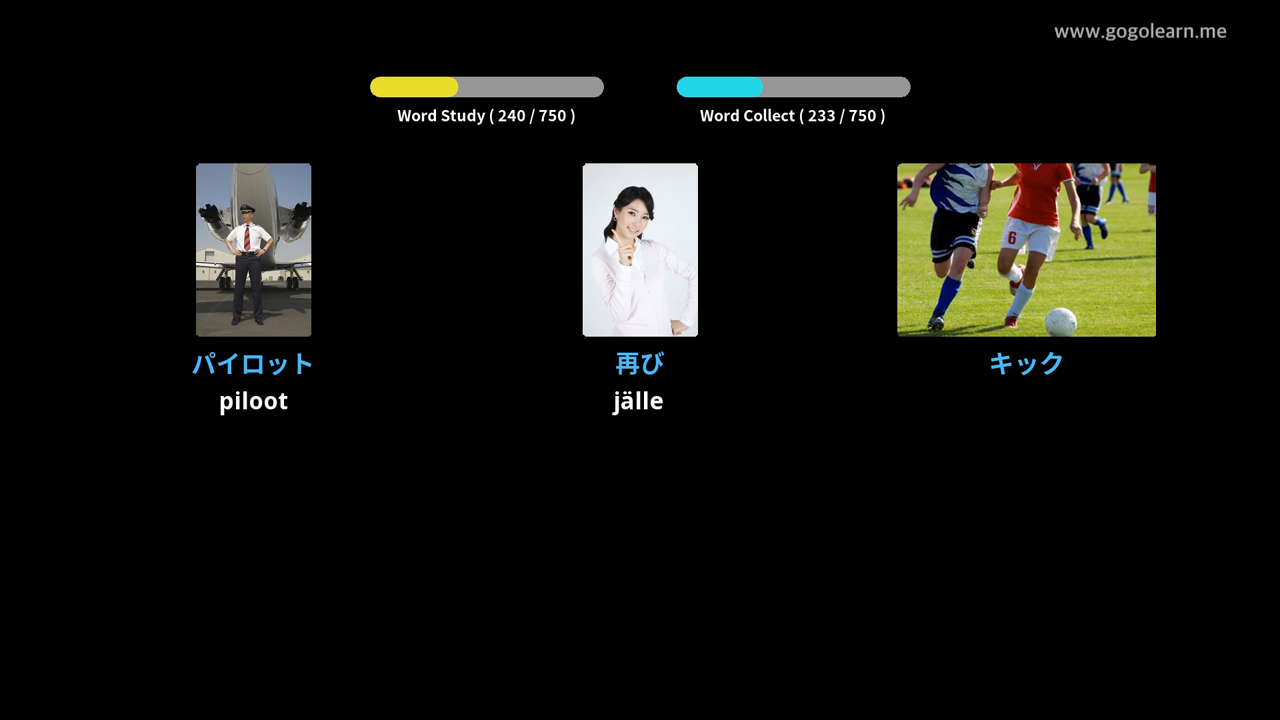 www.gogolearn.me
Word Study ( 240 / 750 )
Word Collect ( 233 / 750 )
6
パイロット
再び
キック
piloot
jälle